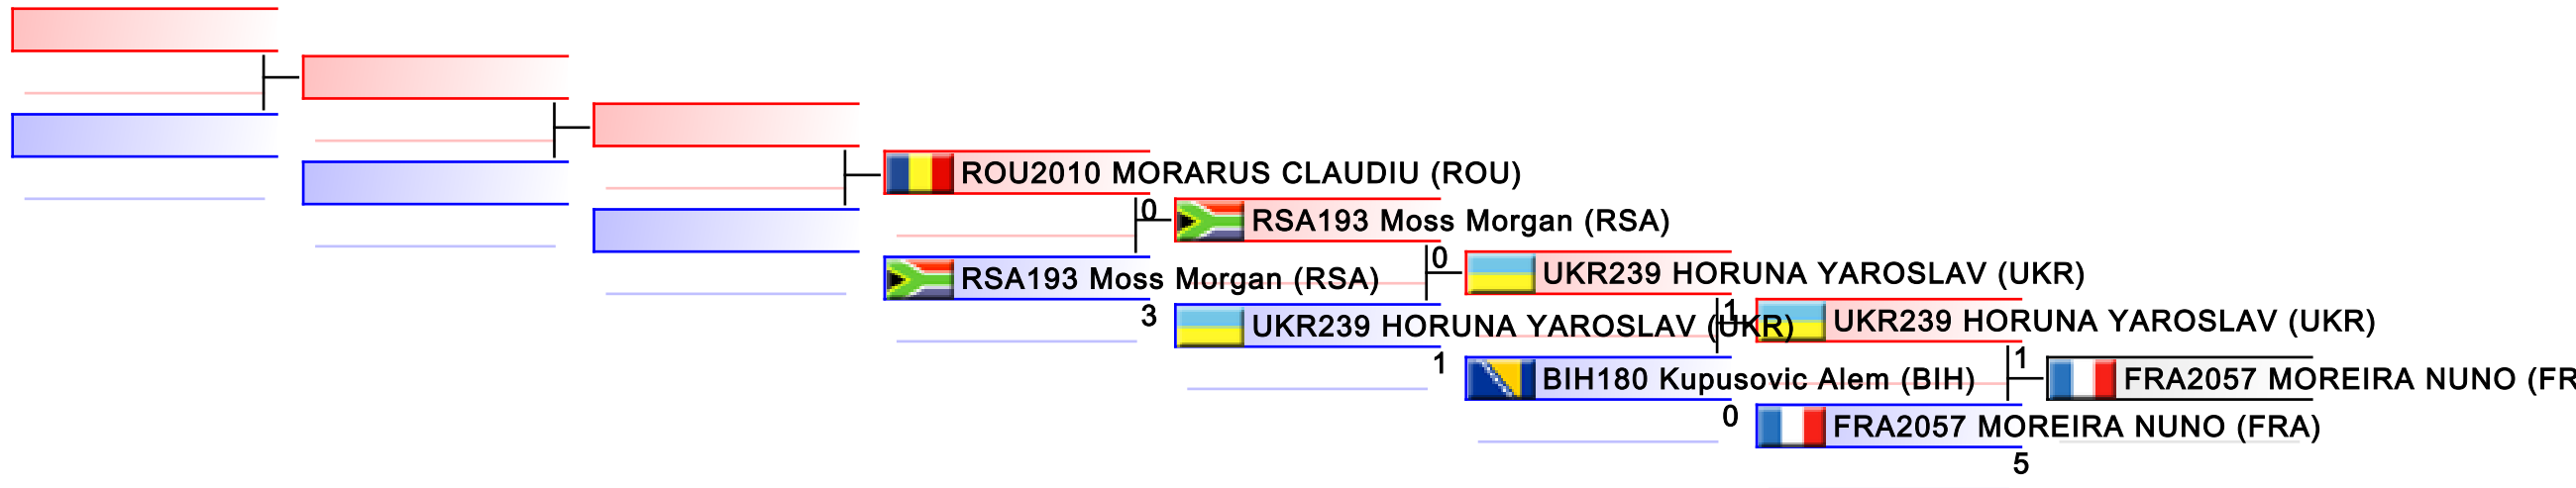 ROU2010 MORARUS CLAUDIU (ROU)
0
RSA193 Moss Morgan (RSA)
3
RSA193 Moss Morgan (RSA)
0
UKR239 HORUNA YAROSLAV (UKR)
1
UKR239 HORUNA YAROSLAV (UKR)
1
BIH180 Kupusovic Alem (BIH)
0
UKR239 HORUNA YAROSLAV (UKR)
1
FRA2057 MOREIRA NUNO (FRA)
5
FRA2057 MOREIRA NUNO (FR